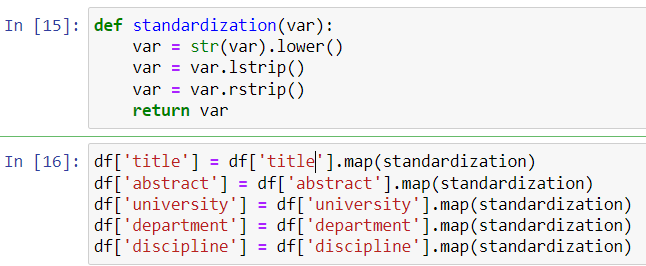 In [15]: def standardization(var):
    var = str(var).lower()
    var = var.lstrip()
    var = var.rstrip()
    return var
In [16]: df['title'] = df['title'].map(standardization)
df['abstract'] = df['abstract'].map(standardization)
df['university'] = df['university'].map(standardization)
df['department'] = df['department'].map(standardization)
df['discipline'] = df['discipline'].map(standardization)